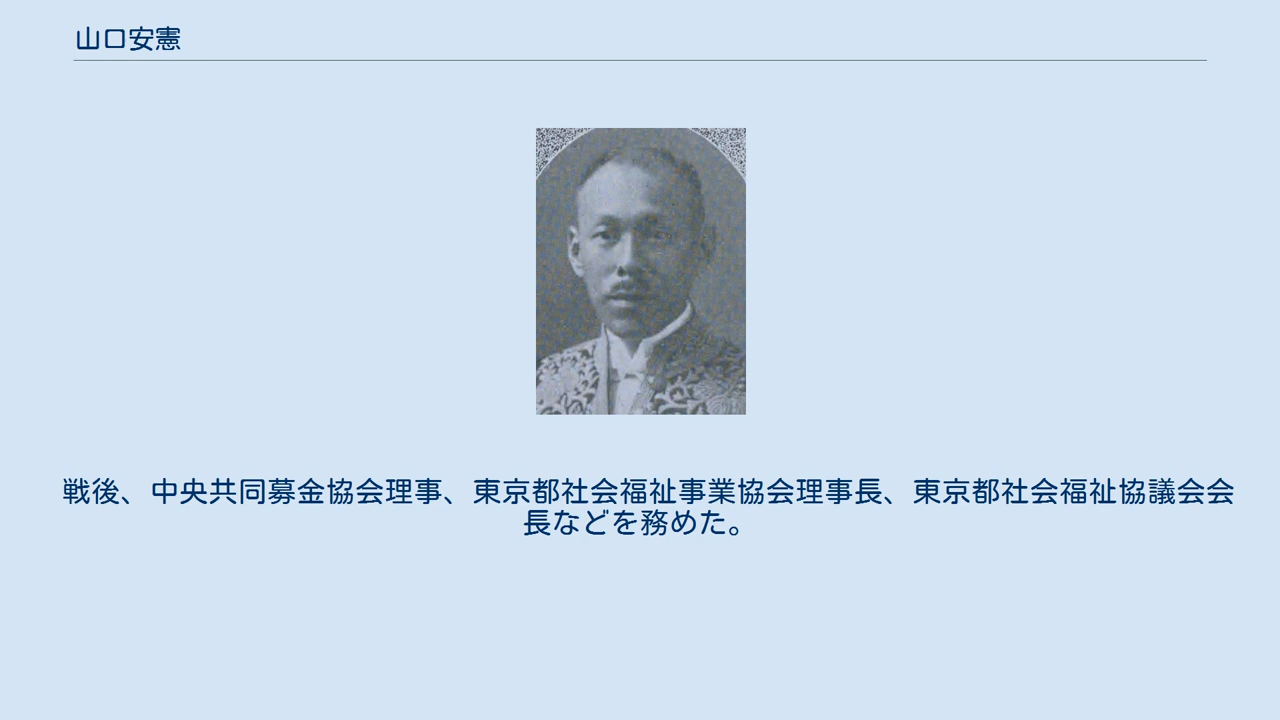 山口安憲
戦後、中央共同募金協会理事、東京都社会福祉事業協会理事長、東京都社会福祉協議会会
長などを務めた。